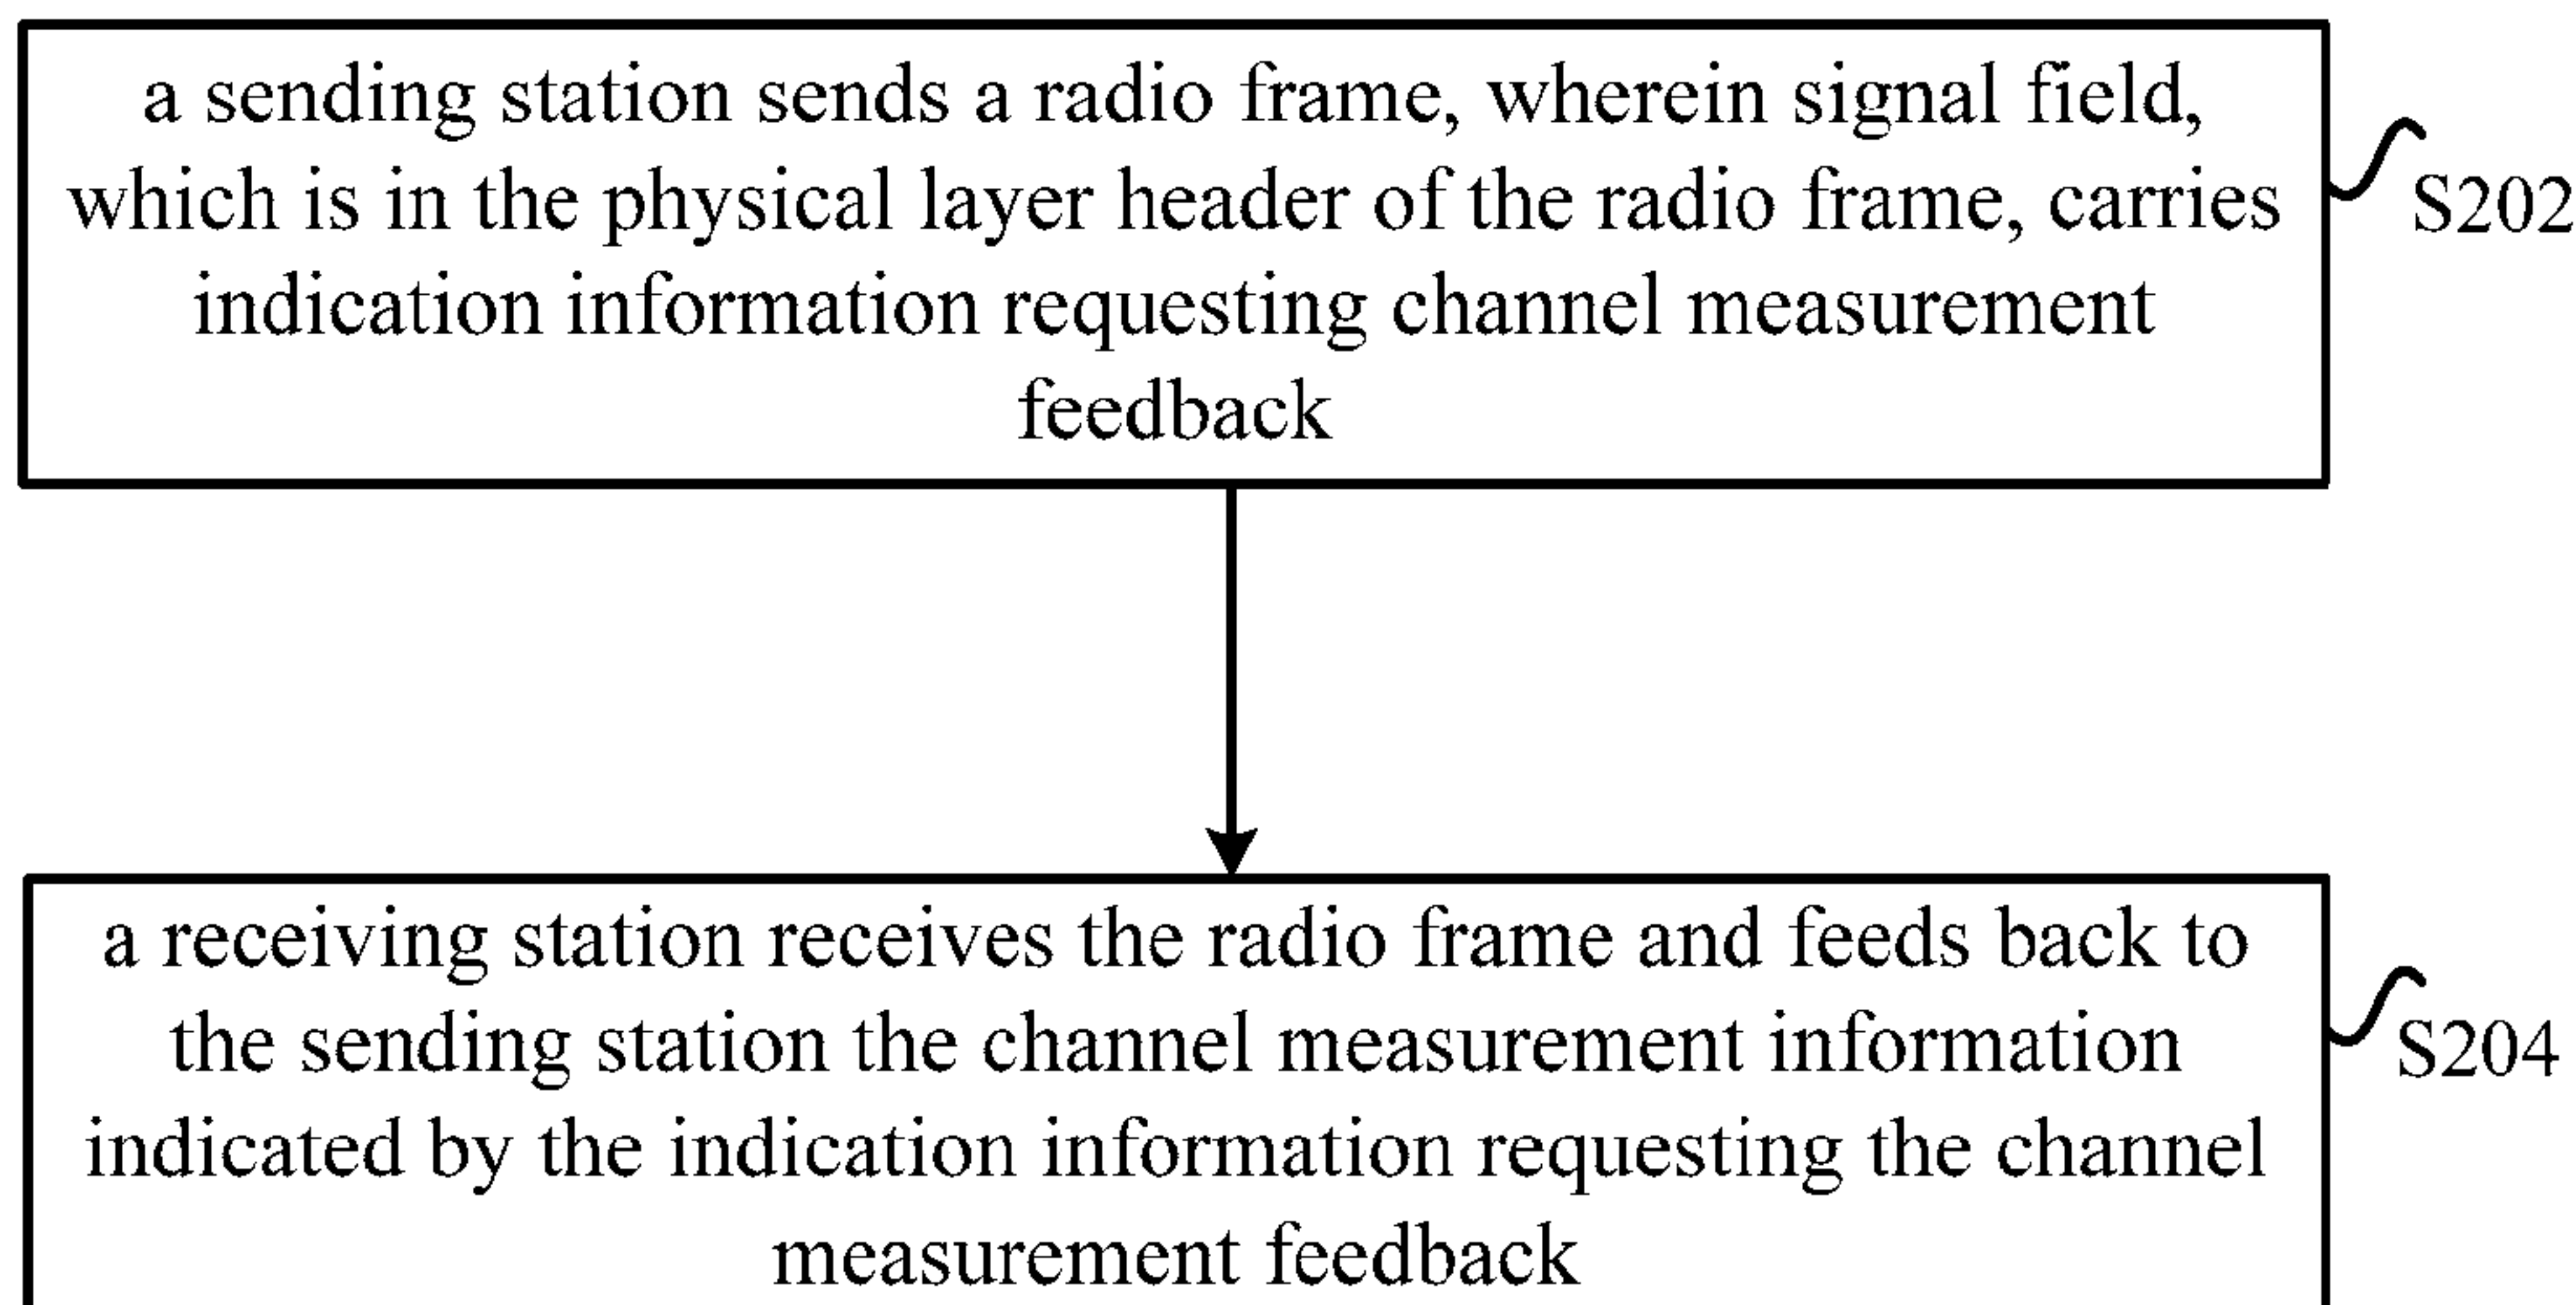 a sending station sends a radio frame, wherein signal field,
which is in the physical layer header of the radio frame, carries
indication information requesting channel measurement
feedback
S202
a receiving station receives the radio frame and feeds back to
the sending station the channel measurement information
indicated by the indication information requesting the channel
measurement feedback
S204